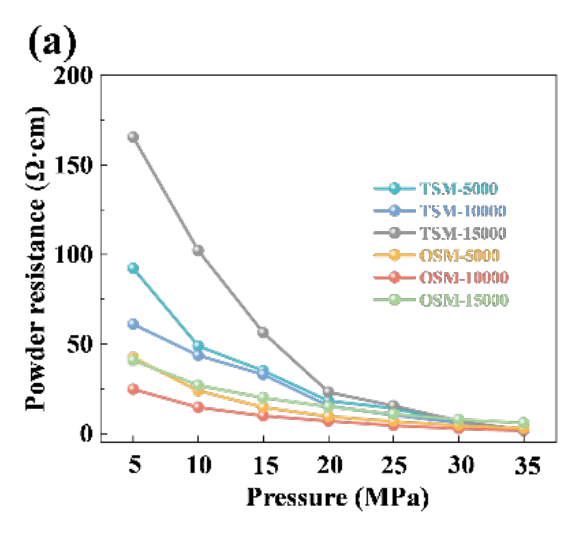 (a)
Powder resistance (Ω·cm)
200
150
100
50
0
TSM-5000
TSM-10000
TSM-15000
OSM-5000
OSM-10000
OSM-15000
5 10 15 20 25 30 35
Pressure (MPa)